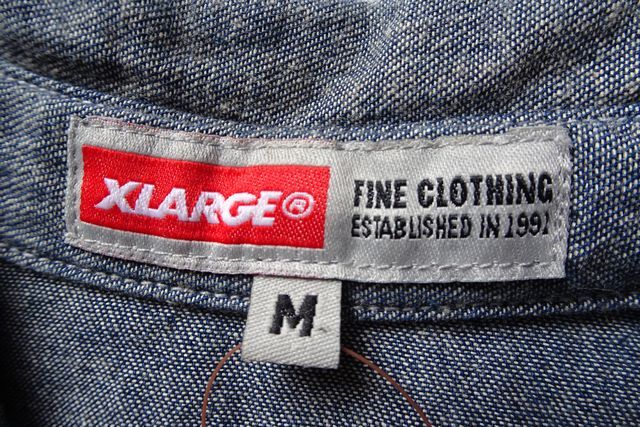 XLARGE®
FINE CLOTHING
ESTABLISHED IN 1991
M